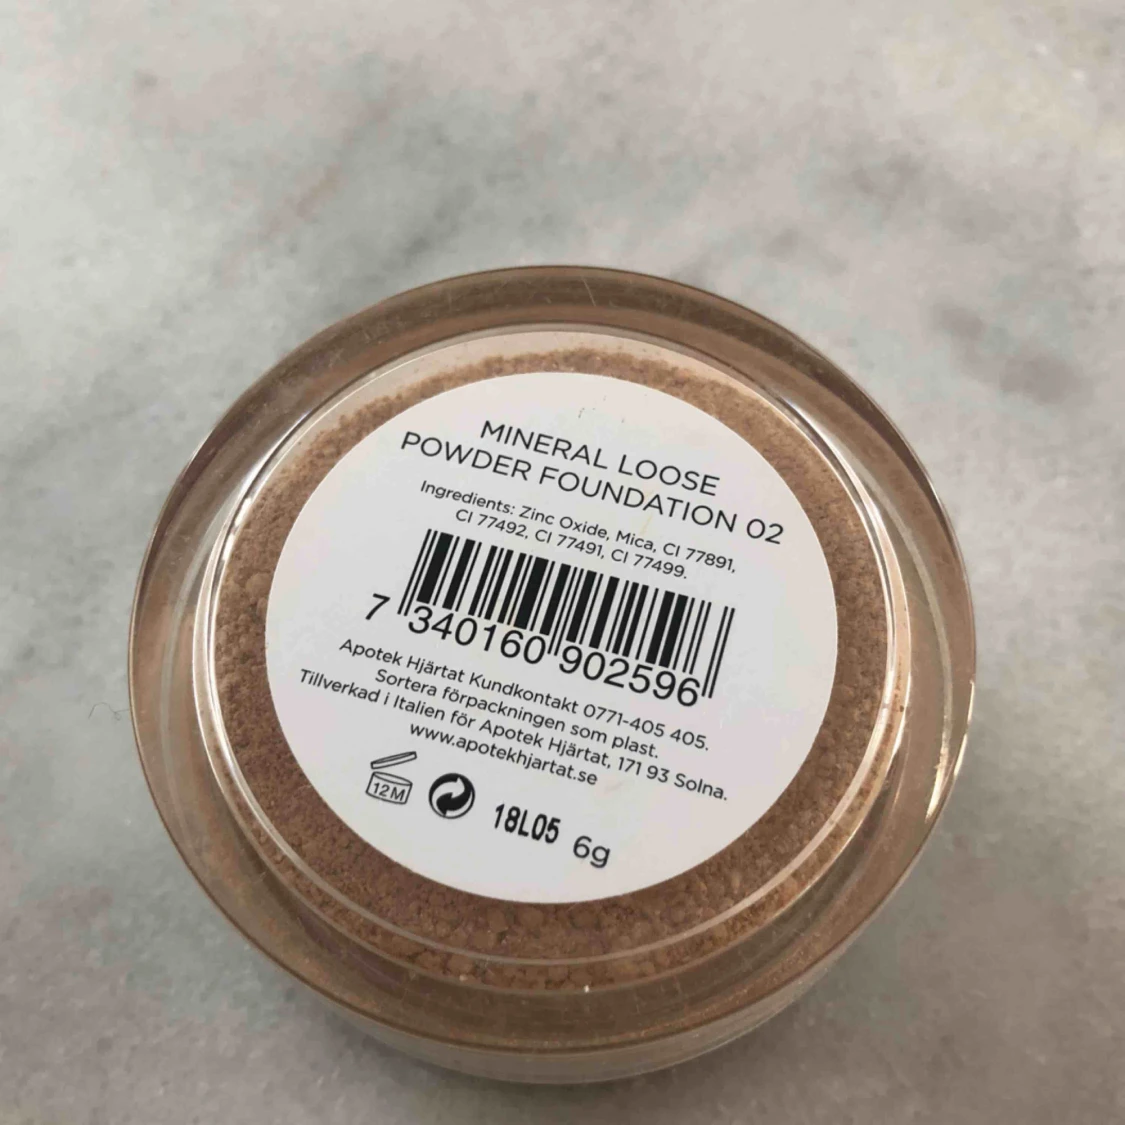 MINERAL LOOSE
POWDER FOUNDATION 02
Ingredients: Zinc Oxide, Mica, CI 77891,
CI 77492, CI 77491, CI 77499.
7 340160 902596
Apotek Hjärtat Kundkontakt 0771-405 405.
Sortera förpackningen som plast.
Tillverkad i Italien för Apotek Hjärtat, 171 93 Solna.
www.apotekhjartat.se
12M
18L05 6g